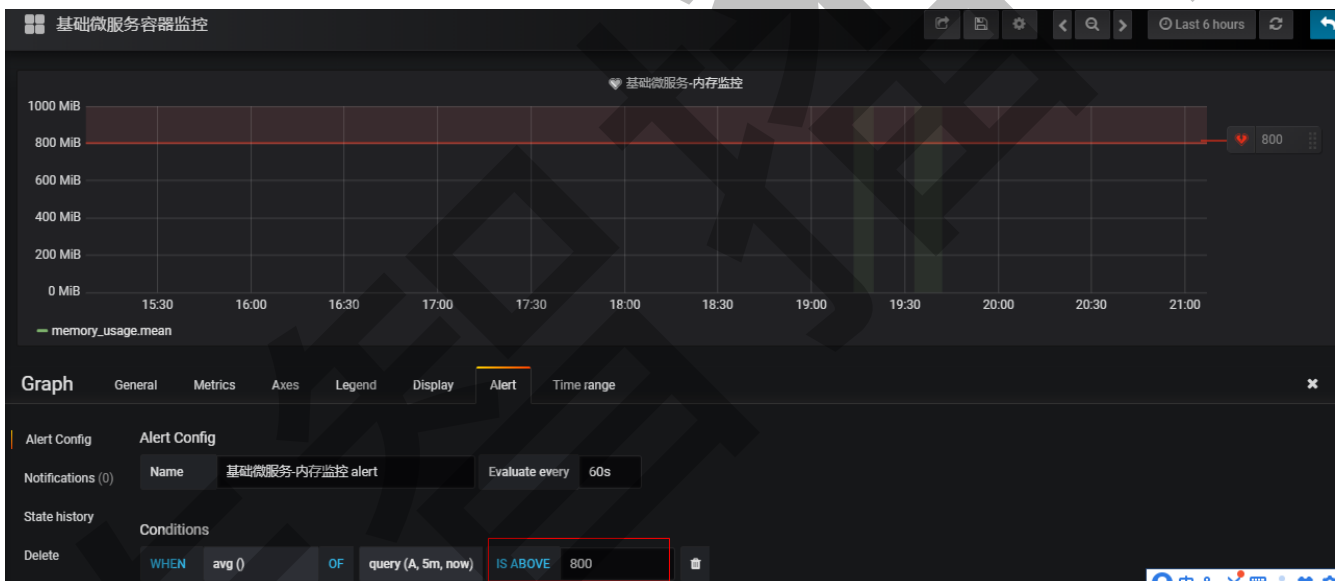 基础微服务容器监控
Last 6 hours
基础微服务-内存监控
1000 MiB
800 MiB
800
600 MiB
400 MiB
200 MiB
0 MiB
15:30 16:00 16:30 17:00 17:30 18:00 18:30 19:00 19:30 20:00 20:30 21:00
memory_usage.mean
Graph General Metrics Axes Legend Display Alert Time range
Alert Config Alert Config
Notifications (0) Name 基础微服务-内存监控 alert Evaluate every 60s
State history
Conditions
Delete WHEN avg () OF query (A, 5m, now) IS ABOVE 800